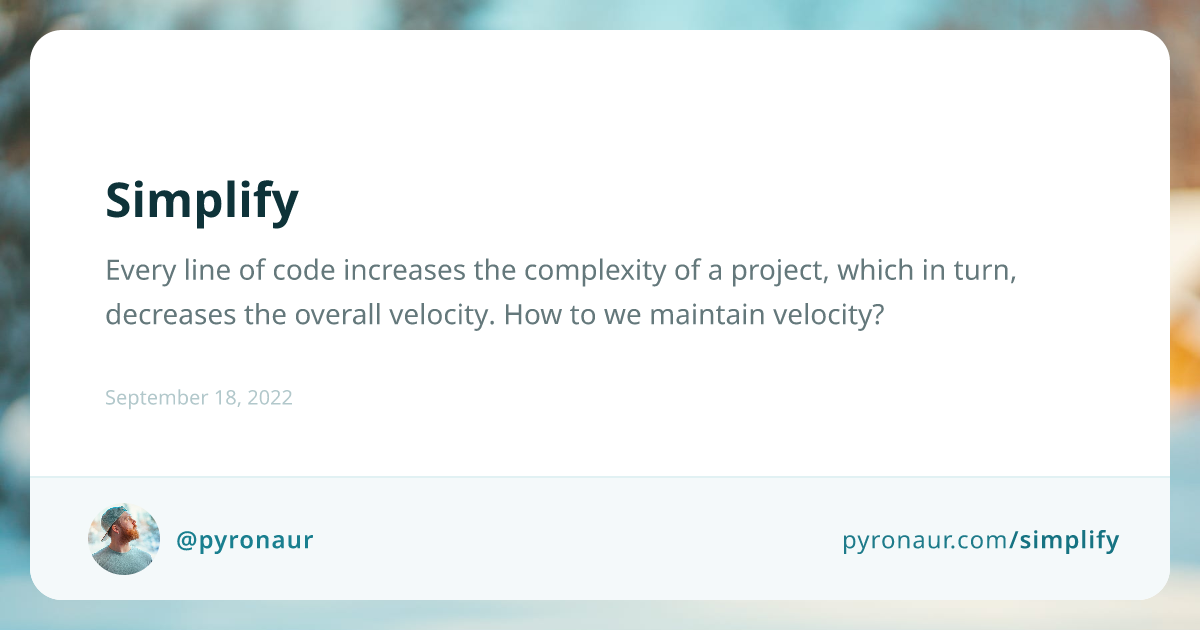 Simplify
Every line of code increases the complexity of a project, which in turn,
decreases the overall velocity. How to we maintain velocity?
September 18, 2022
@pyronaur
pyronaur.com/simplify